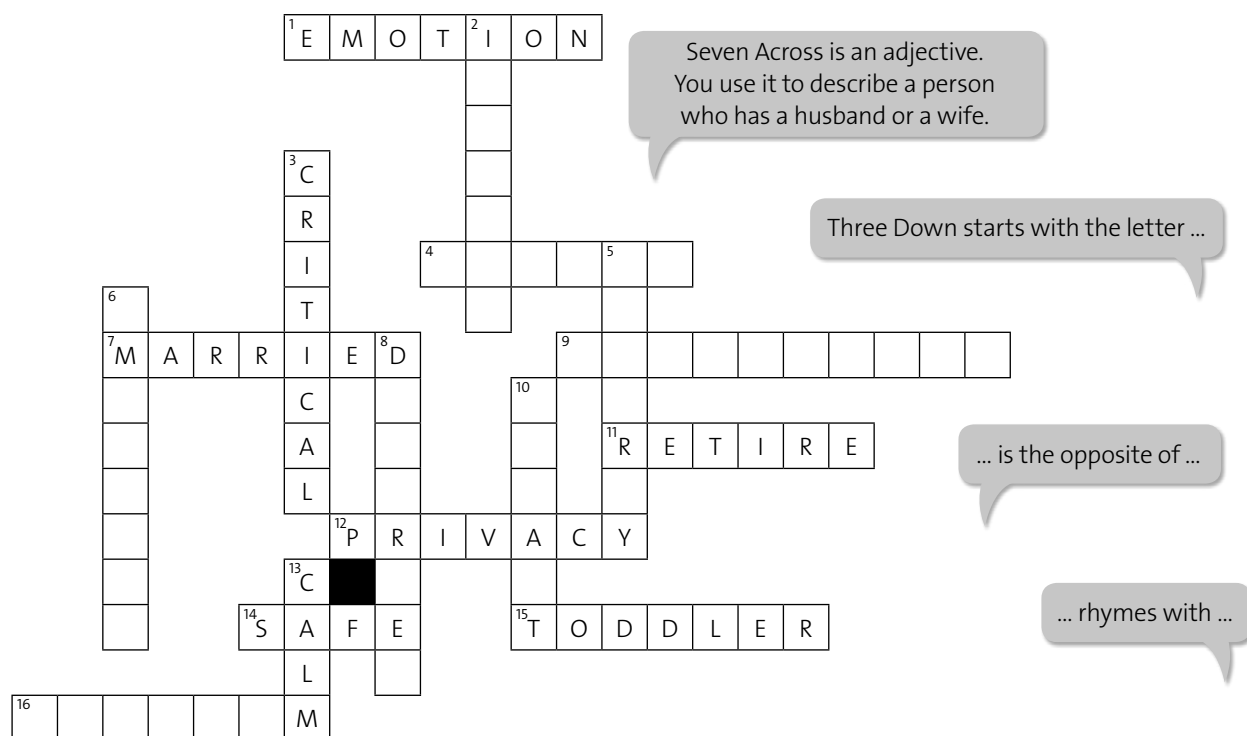 1 E M O T 2 I O N
Seven Across is an adjective.
You use it to describe a person
who has a husband or a wife.
3 C
R
Three Down starts with the letter ...
I
4 5
6
T
7 M A R R I E 8 D
9
10
C
A
11 R E T I R E
... is the opposite of ...
L
12 P R I V A C Y
13 C
... rhymes with ...
14 S A F E
15 T O D D L E R
L
16
M